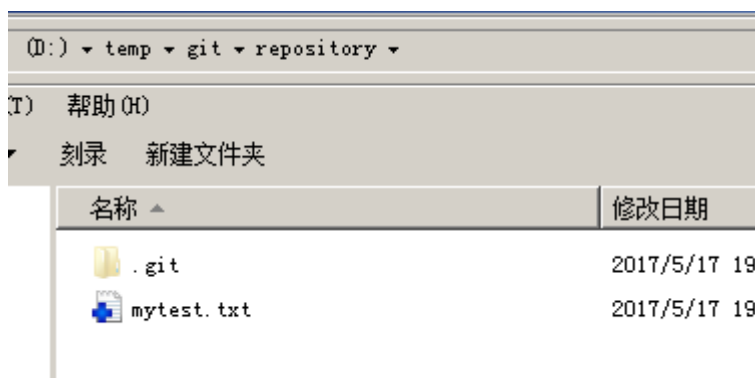 (D:) ▾ temp ▾ git ▾ repository ▾
(T) 帮助(H)
刻录 新建文件夹
名称 修改日期
.git 2017/5/17 19
mytest.txt 2017/5/17 19